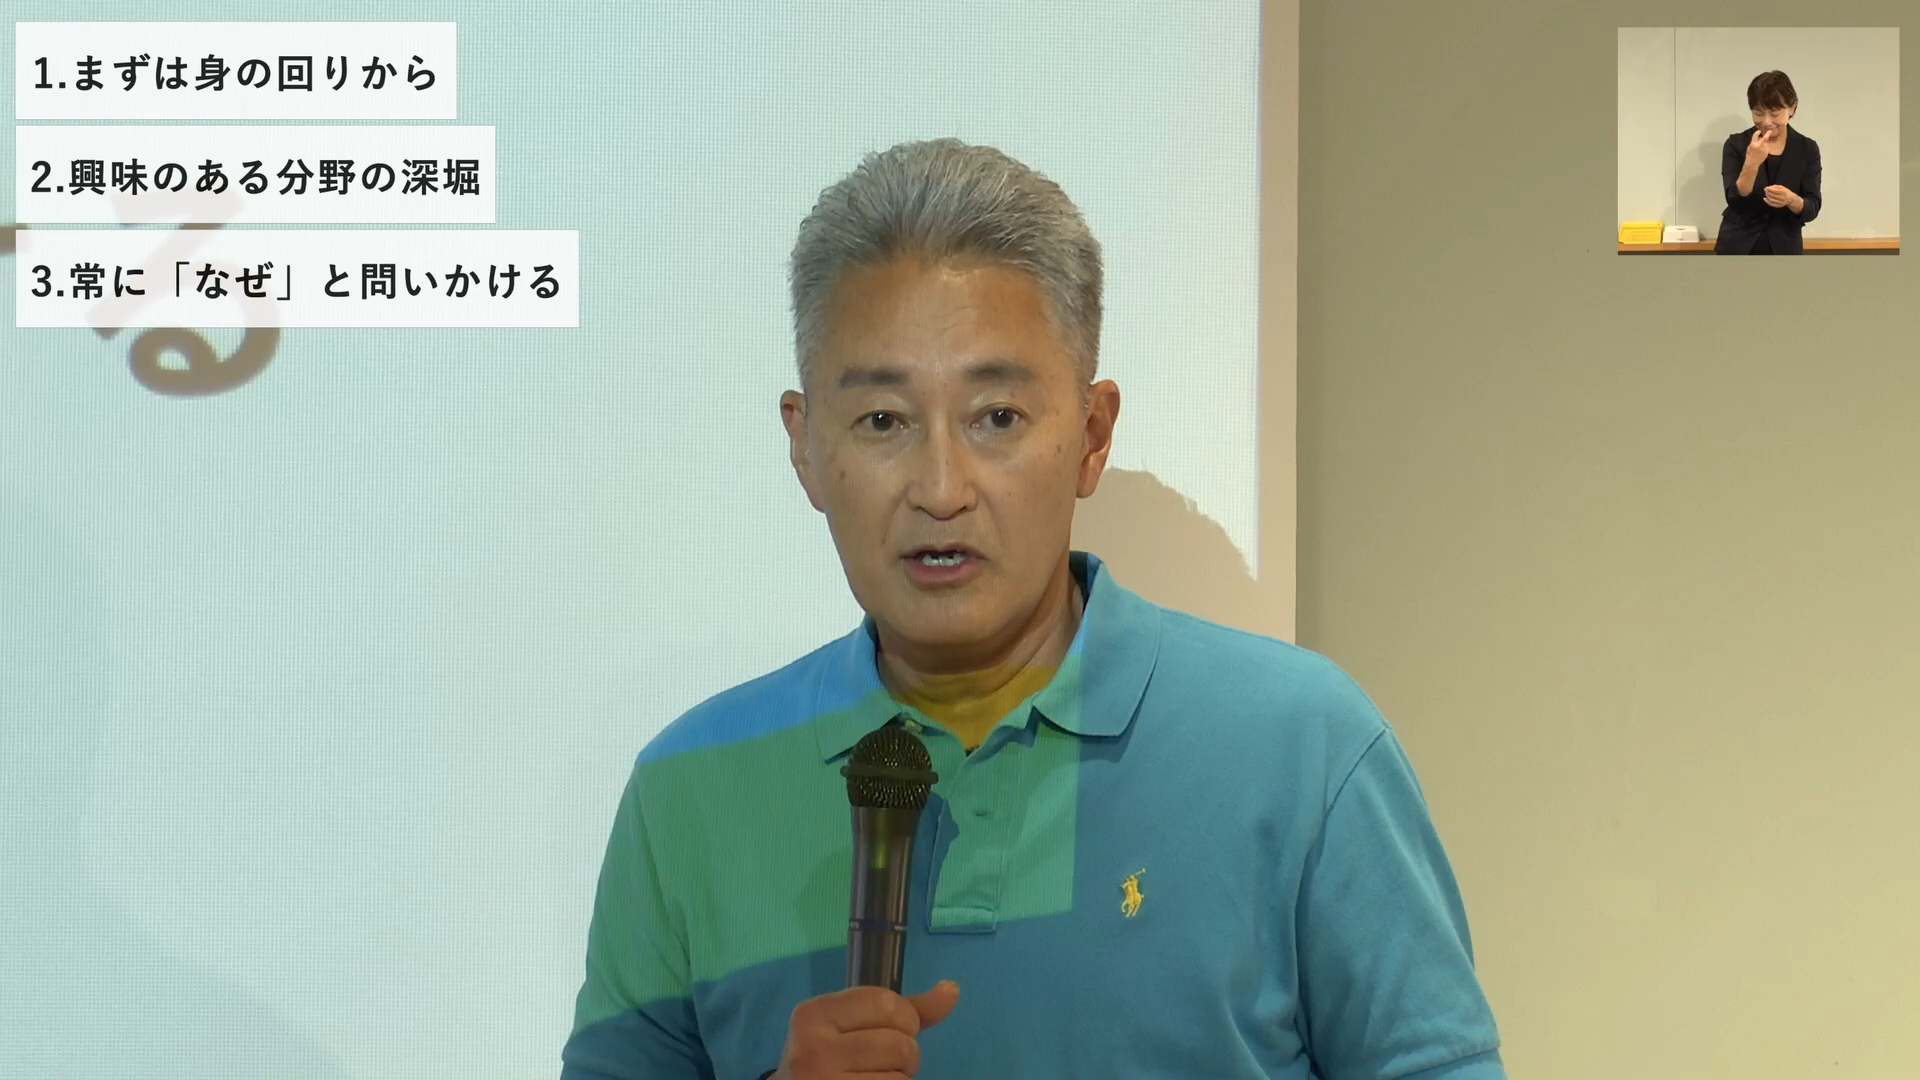 1.まずは身の回りから
2.興味のある分野の深堀
3.常に「なぜ」と問いかける
る